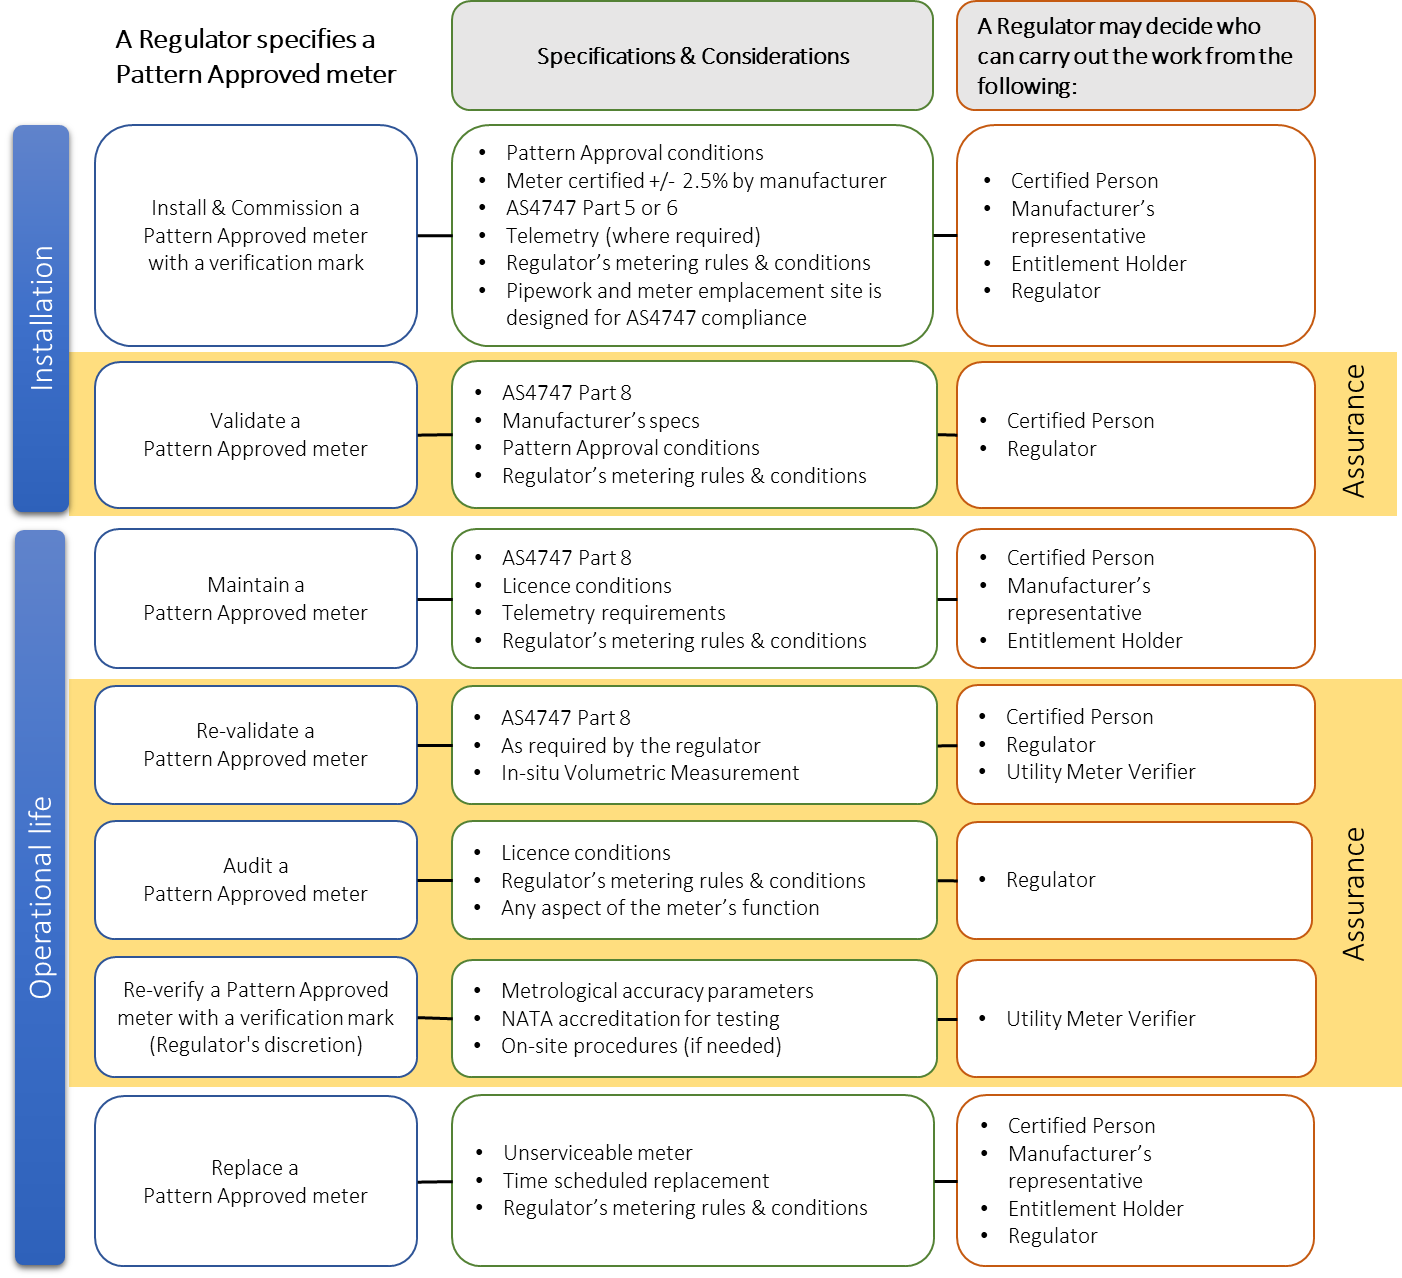 A Regulator specifies a
Pattern Approved meter
Specifications & Considerations
A Regulator may decide who
can carry out the work from the
following:
Installation
Install & Commission a
Pattern Approved meter
with a verification mark
• Pattern Approval conditions
• Meter certified +/- 2.5% by manufacturer
• AS4747 Part 5 or 6
• Telemetry (where required)
• Regulator’s metering rules & conditions
• Pipework and meter emplacement site is
designed for AS4747 compliance
• Certified Person
• Manufacturer’s
representative
• Entitlement Holder
• Regulator
Validate a
Pattern Approved meter
• AS4747 Part 8
• Manufacturer’s specs
• Pattern Approval conditions
• Regulator’s metering rules & conditions
• Certified Person
• Regulator
Assurance
Operational life
Maintain a
Pattern Approved meter
• AS4747 Part 8
• Licence conditions
• Telemetry requirements
• Regulator’s metering rules & conditions
• Certified Person
• Manufacturer’s
representative
• Entitlement Holder
Re-validate a
Pattern Approved meter
• AS4747 Part 8
• As required by the regulator
• In-situ Volumetric Measurement
• Certified Person
• Regulator
• Utility Meter Verifier
Audit a
Pattern Approved meter
• Licence conditions
• Regulator’s metering rules & conditions
• Any aspect of the meter’s function
• Regulator
Assurance
Re-verify a Pattern Approved
meter with a verification mark
(Regulator's discretion)
• Metrological accuracy parameters
• NATA accreditation for testing
• On-site procedures (if needed)
• Utility Meter Verifier
Replace a
Pattern Approved meter
• Unserviceable meter
• Time scheduled replacement
• Regulator’s metering rules & conditions
• Certified Person
• Manufacturer’s
representative
• Entitlement Holder
• Regulator